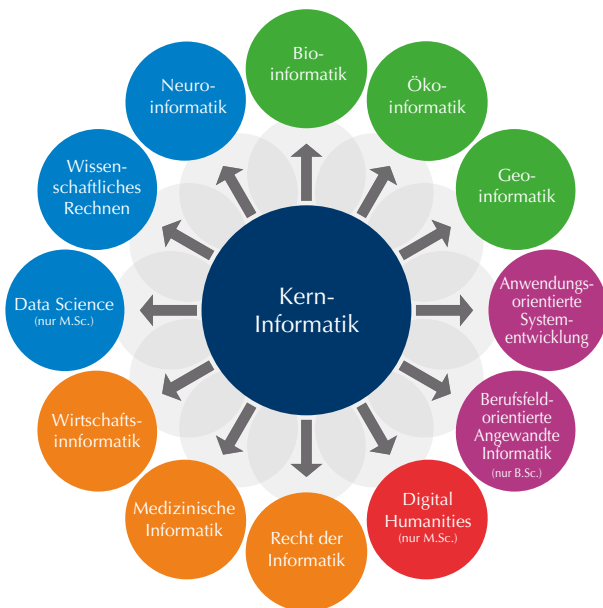 Bio-
informatik
Öko-
informatik
Geo-
informatik
Anwendungs-
orientierte
System-
entwicklung
Berufsfeld-
orientierte
Angewandte
Informatik
(nur B.Sc.)
Digital
Humanities
(nur M.Sc.)
Recht der
Informatik
Medizinische
Informatik
Wirtschafts-
innformatik
Data Science
(nur M.Sc.)
Wissen-
schaftliches
Rechnen
Neuro-
informatik
Kern-
Informatik